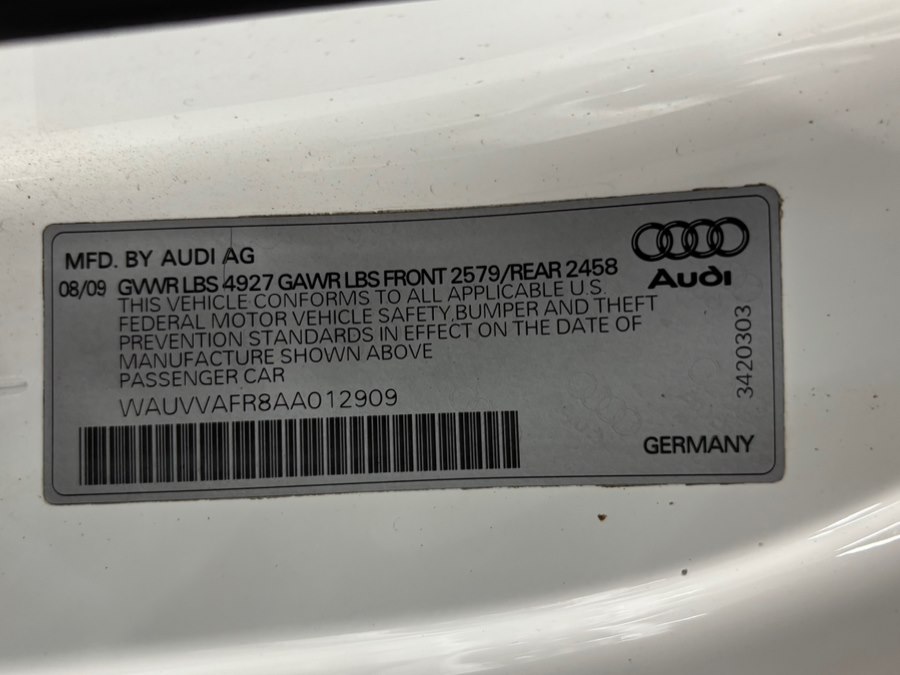 MFD. BY AUDI AG
08/09 GVWR LBS 4927 GAWR LBS FRONT 2579/REAR 2458
THIS VEHICLE CONFORMS TO ALL APPLICABLE U.S.
FEDERAL MOTOR VEHICLE SAFETY,BUMPER AND THEFT
PREVENTION STANDARDS IN EFFECT ON THE DATE OF
MANUFACTURE SHOWN ABOVE
PASSENGER CAR
WAUVVAFR8AA012909
Audi
3420303
GERMANY